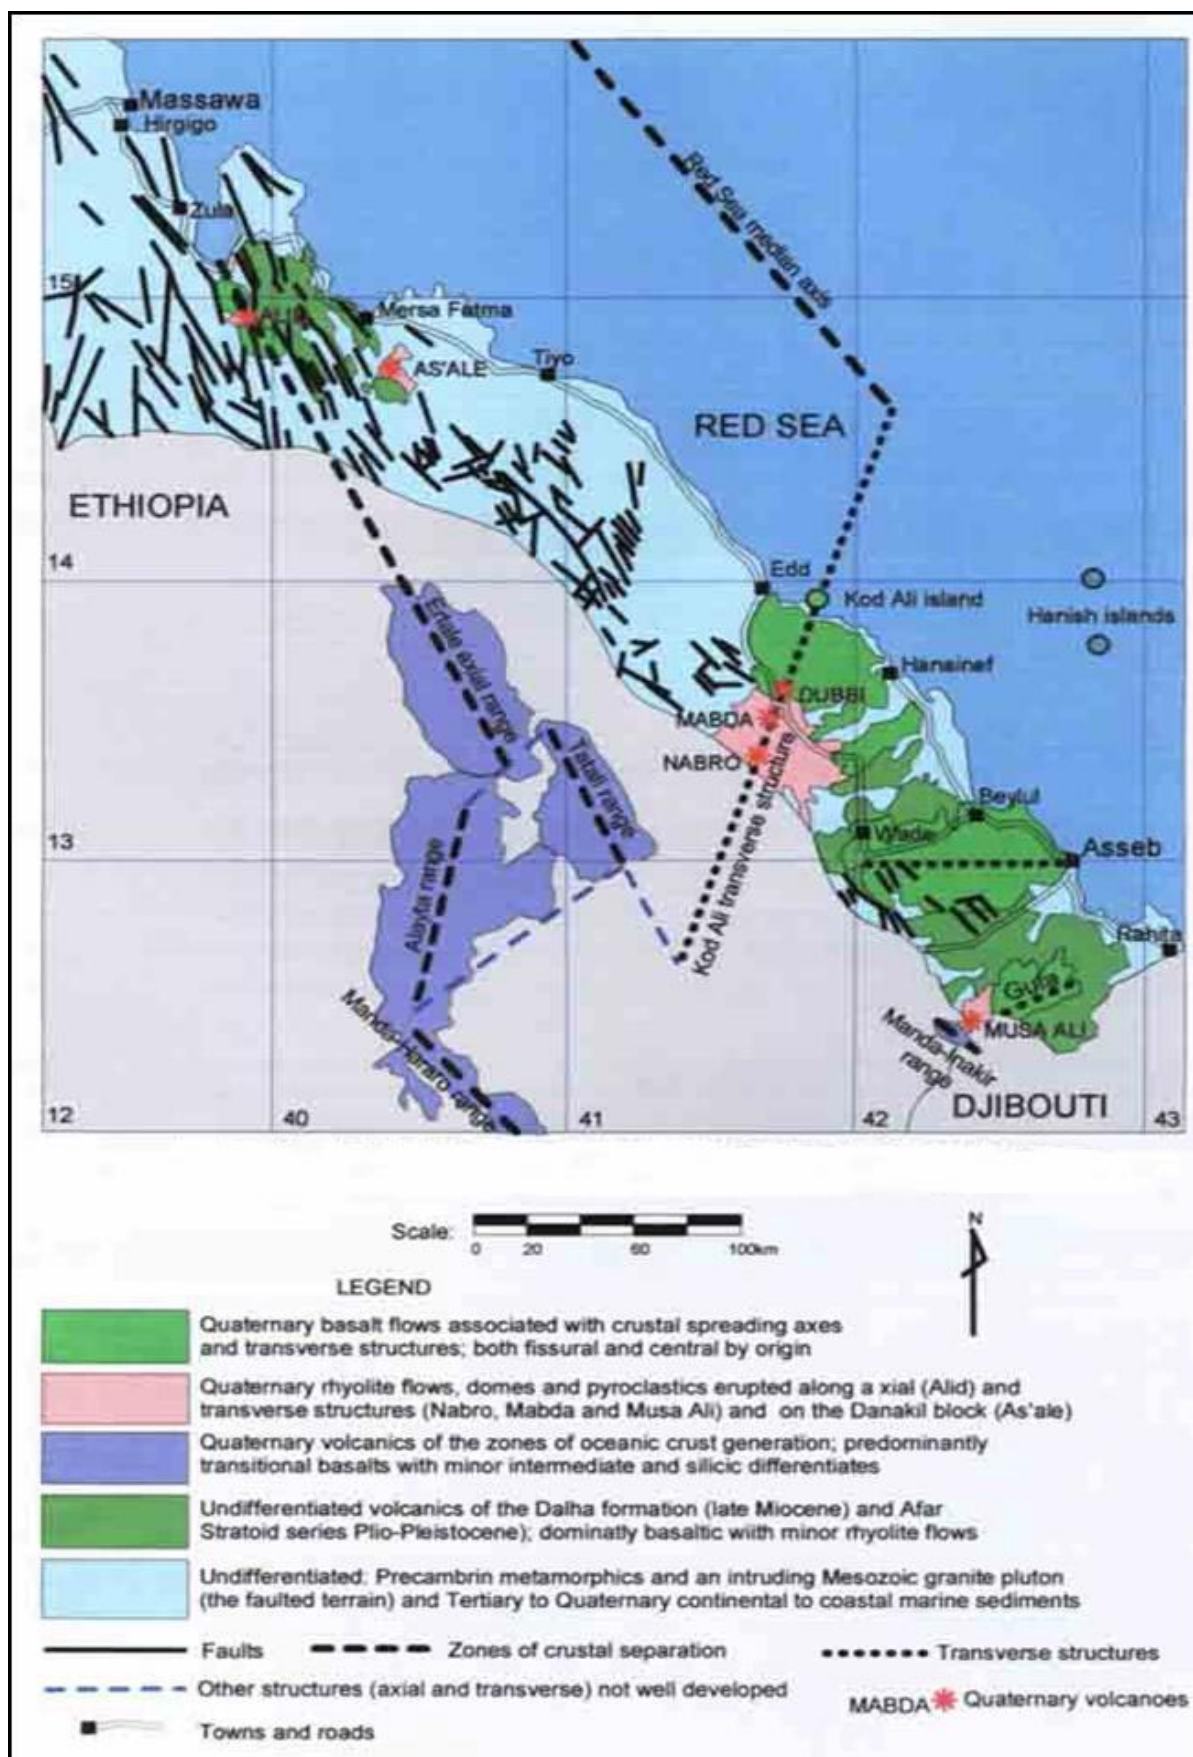 Massawa
Hirgigo
Zula
Red Sea median axis
15
Mersa Fatma
AS'ALE
Tiyo
RED SEA
ETHIOPIA
14
Edd
Kod Ali island
Hanish islands
Ertale axial range
Hansinef
DUBBI
MABDA
NABRO
Tatali range
Kod Ali transverse structure
Beylul
Wade
13
Asseb
Alayta range
Rahita
Gufa
Manda-Hararo range
MUSA ALI
Manda-Inakir
range
DJIBOUTI
12
40
41
42
43
N
Scale:
0 20 60 100km
LEGEND
Quaternary basalt flows associated with crustal spreading axes
and transverse structures; both fissural and central by origin
Quaternary rhyolite flows, domes and pyroclastics erupted along a xial (Alid) and
transverse structures (Nabro, Mabda and Musa Ali) and on the Danakil block (As'ale)
Quaternary volcanics of the zones of oceanic crust generation; predominantly
transitional basalts with minor intermediate and silicic differentiates
Undifferentiated volcanics of the Dalha formation (late Miocene) and Afar
Stratoid series Plio-Pleistocene); dominatly basaltic wiith minor rhyolite flows
Undifferentiated: Precambrin metamorphics and an intruding Mesozoic granite pluton
(the faulted terrain) and Tertiary to Quaternary continental to coastal marine sediments
Faults
Zones of crustal separation
Transverse structures
Other structures (axial and transverse) not well developed
MABDA
Quaternary volcanoes
Towns and roads